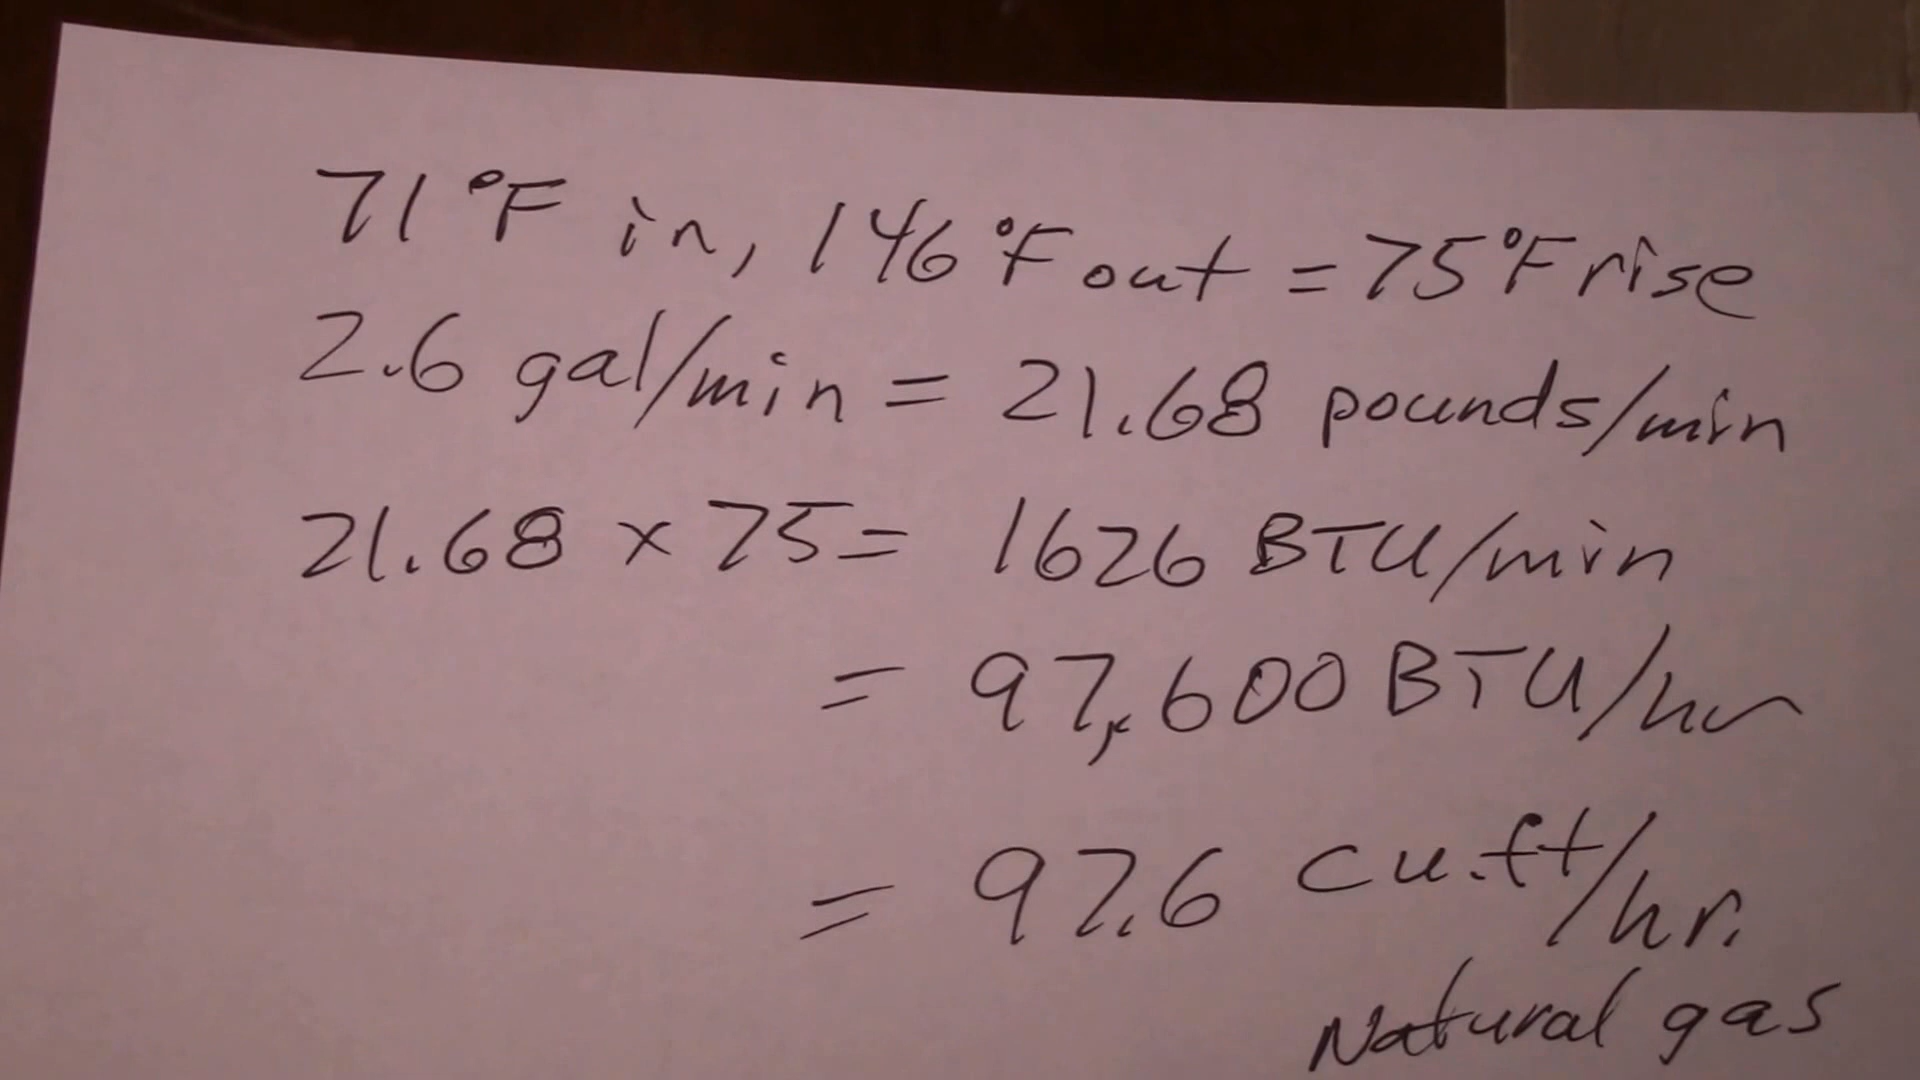 71°F in, 146°F out = 75°F rise
2.6 gal/min = 21.68 pounds/min
21.68 x 75 = 1626 BTU/min
= 97,600 BTU/hr
= 97.6 cu.ft/hr.
Natural gas